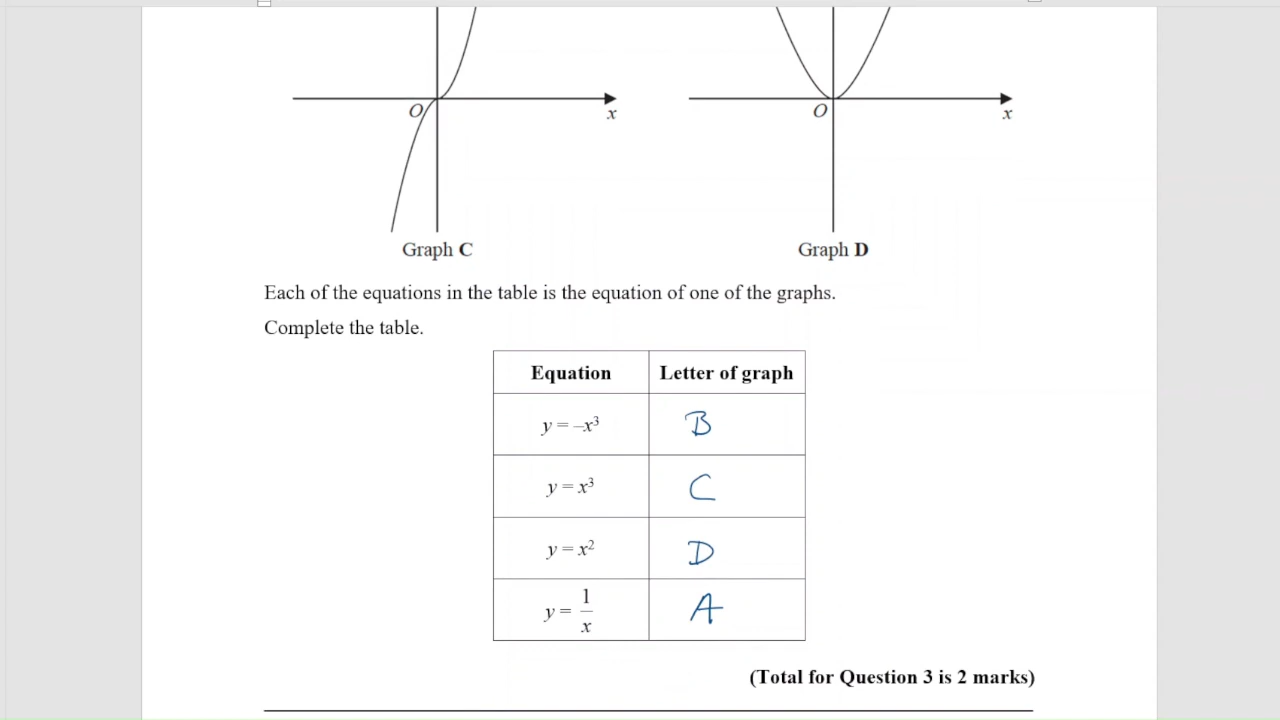 O
x
O
x
Graph C
Graph D
Each of the equations in the table is the equation of one of the graphs.
Complete the table.
Equation Letter of graph
y = –x³ B
y = x³ C
y = x² D
y = 1/x A
(Total for Question 3 is 2 marks)